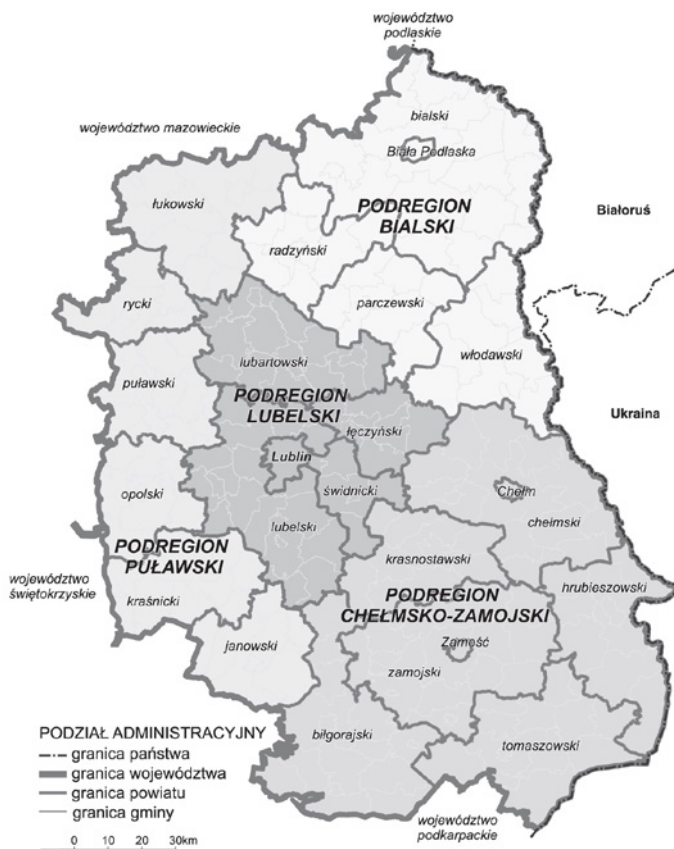 województwo
podlaskie
bialski
województwo mazowieckie
Biała Podlaska
łukowski
PODREGION
BIALSKI
Białoruś
radzyński
rycki
parczewski
włodawski
lubartowski
puławski
PODREGION
LUBELSKI
Ukraina
łęczyński
Lublin
opolski
świdnicki
Chełm
chełmski
lubelski
PODREGION
PUŁAWSKI
krasnostawski
województwo
świętokrzyskie
hrubieszowski
kraśnicki
PODREGION
CHEŁMSKO-ZAMOJSKI
janowski
Zamość
zamojski
PODZIAŁ ADMINISTRACYJNY
granica państwa
granica województwa
granica powiatu
granica gminy
biłgorajski
tomaszowski
województwo
podkarpackie
0 10 20 30km